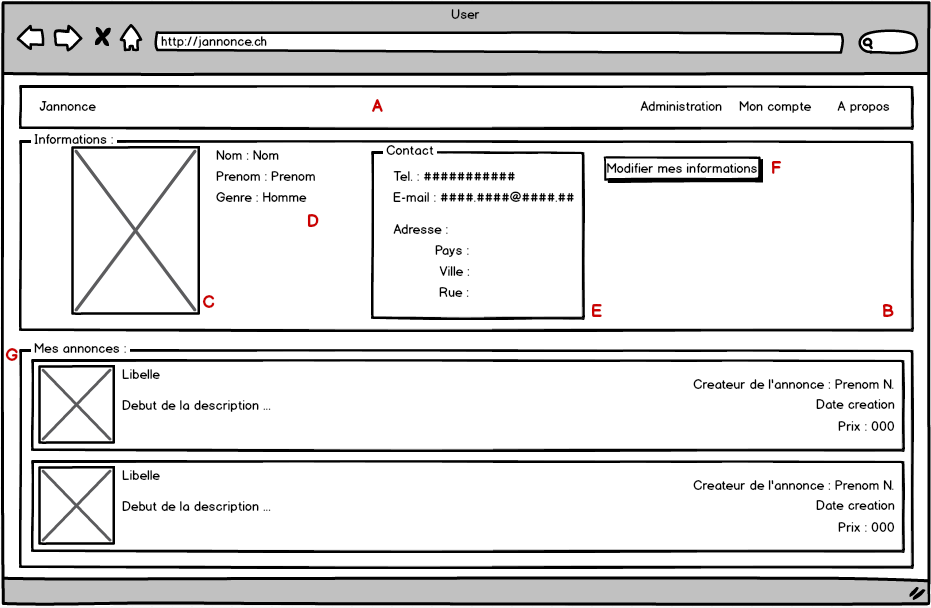 User
http://jannonce.ch
Jannonce A Administration Mon compte A propos
Informations :
Nom : Nom
Prenom : Prenom
Genre : Homme
D
C
Contact
Tel. : ###########
E-mail : ####.####@####.##
Adresse :
Pays :
Ville :
Rue :
E
Modifier mes informations F
B
G Mes annonces :
Libelle
Debut de la description ...
Createur de l'annonce : Prenom N.
Date creation
Prix : 000
Libelle
Debut de la description ...
Createur de l'annonce : Prenom N.
Date creation
Prix : 000